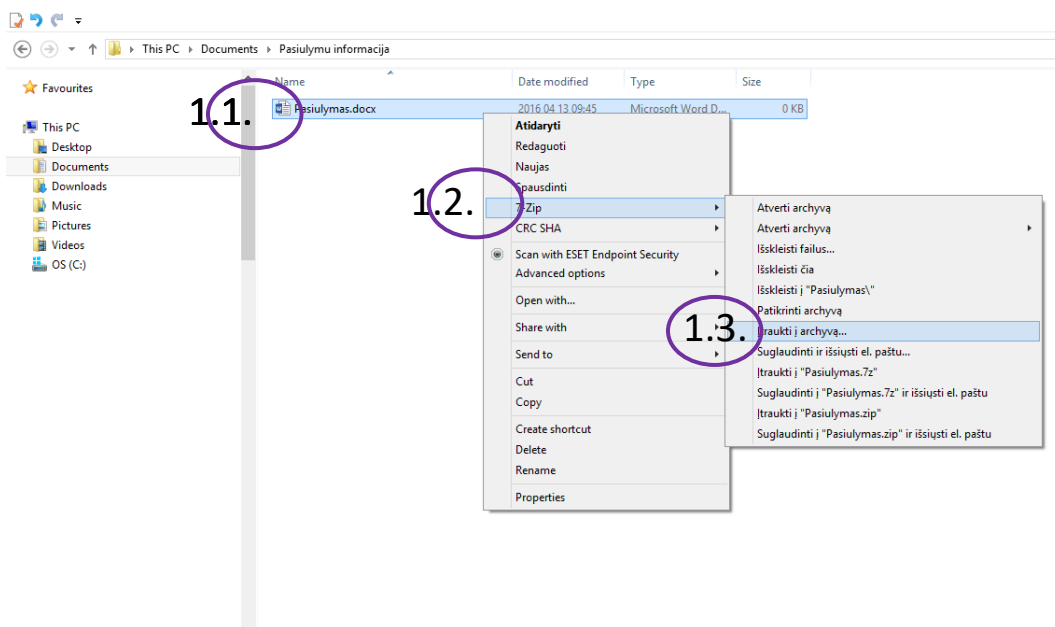 This PC Documents Pasiulymu informacija
Favourites
This PC
Desktop
Documents
Downloads
Music
Pictures
Videos
OS (C:)
Name Date modified Type Size
1.1. Pasiulymas.docx 2016 04 13 09:45 Microsoft Word D... 0 KB
Atidaryti
Redaguoti
Naujas
Spausdinti
1.2. 7-Zip
CRC SHA
Scan with ESET Endpoint Security
Advanced options
Open with...
Share with
Send to
Cut
Copy
Create shortcut
Delete
Rename
Properties
Atverti archyvą
Atverti archyvą
Išskleisti failus...
Išskleisti čia
Išskleisti į "Pasiulymas\"
Patikrinti archyvą
1.3. Įtraukti į archyvą...
Suglaudinti ir išsiųsti el. paštu...
Įtraukti į "Pasiulymas.7z"
Suglaudinti į "Pasiulymas.7z" ir išsiųsti el. paštu
Įtraukti į "Pasiulymas.zip"
Suglaudinti į "Pasiulymas.zip" ir išsiųsti el. paštu